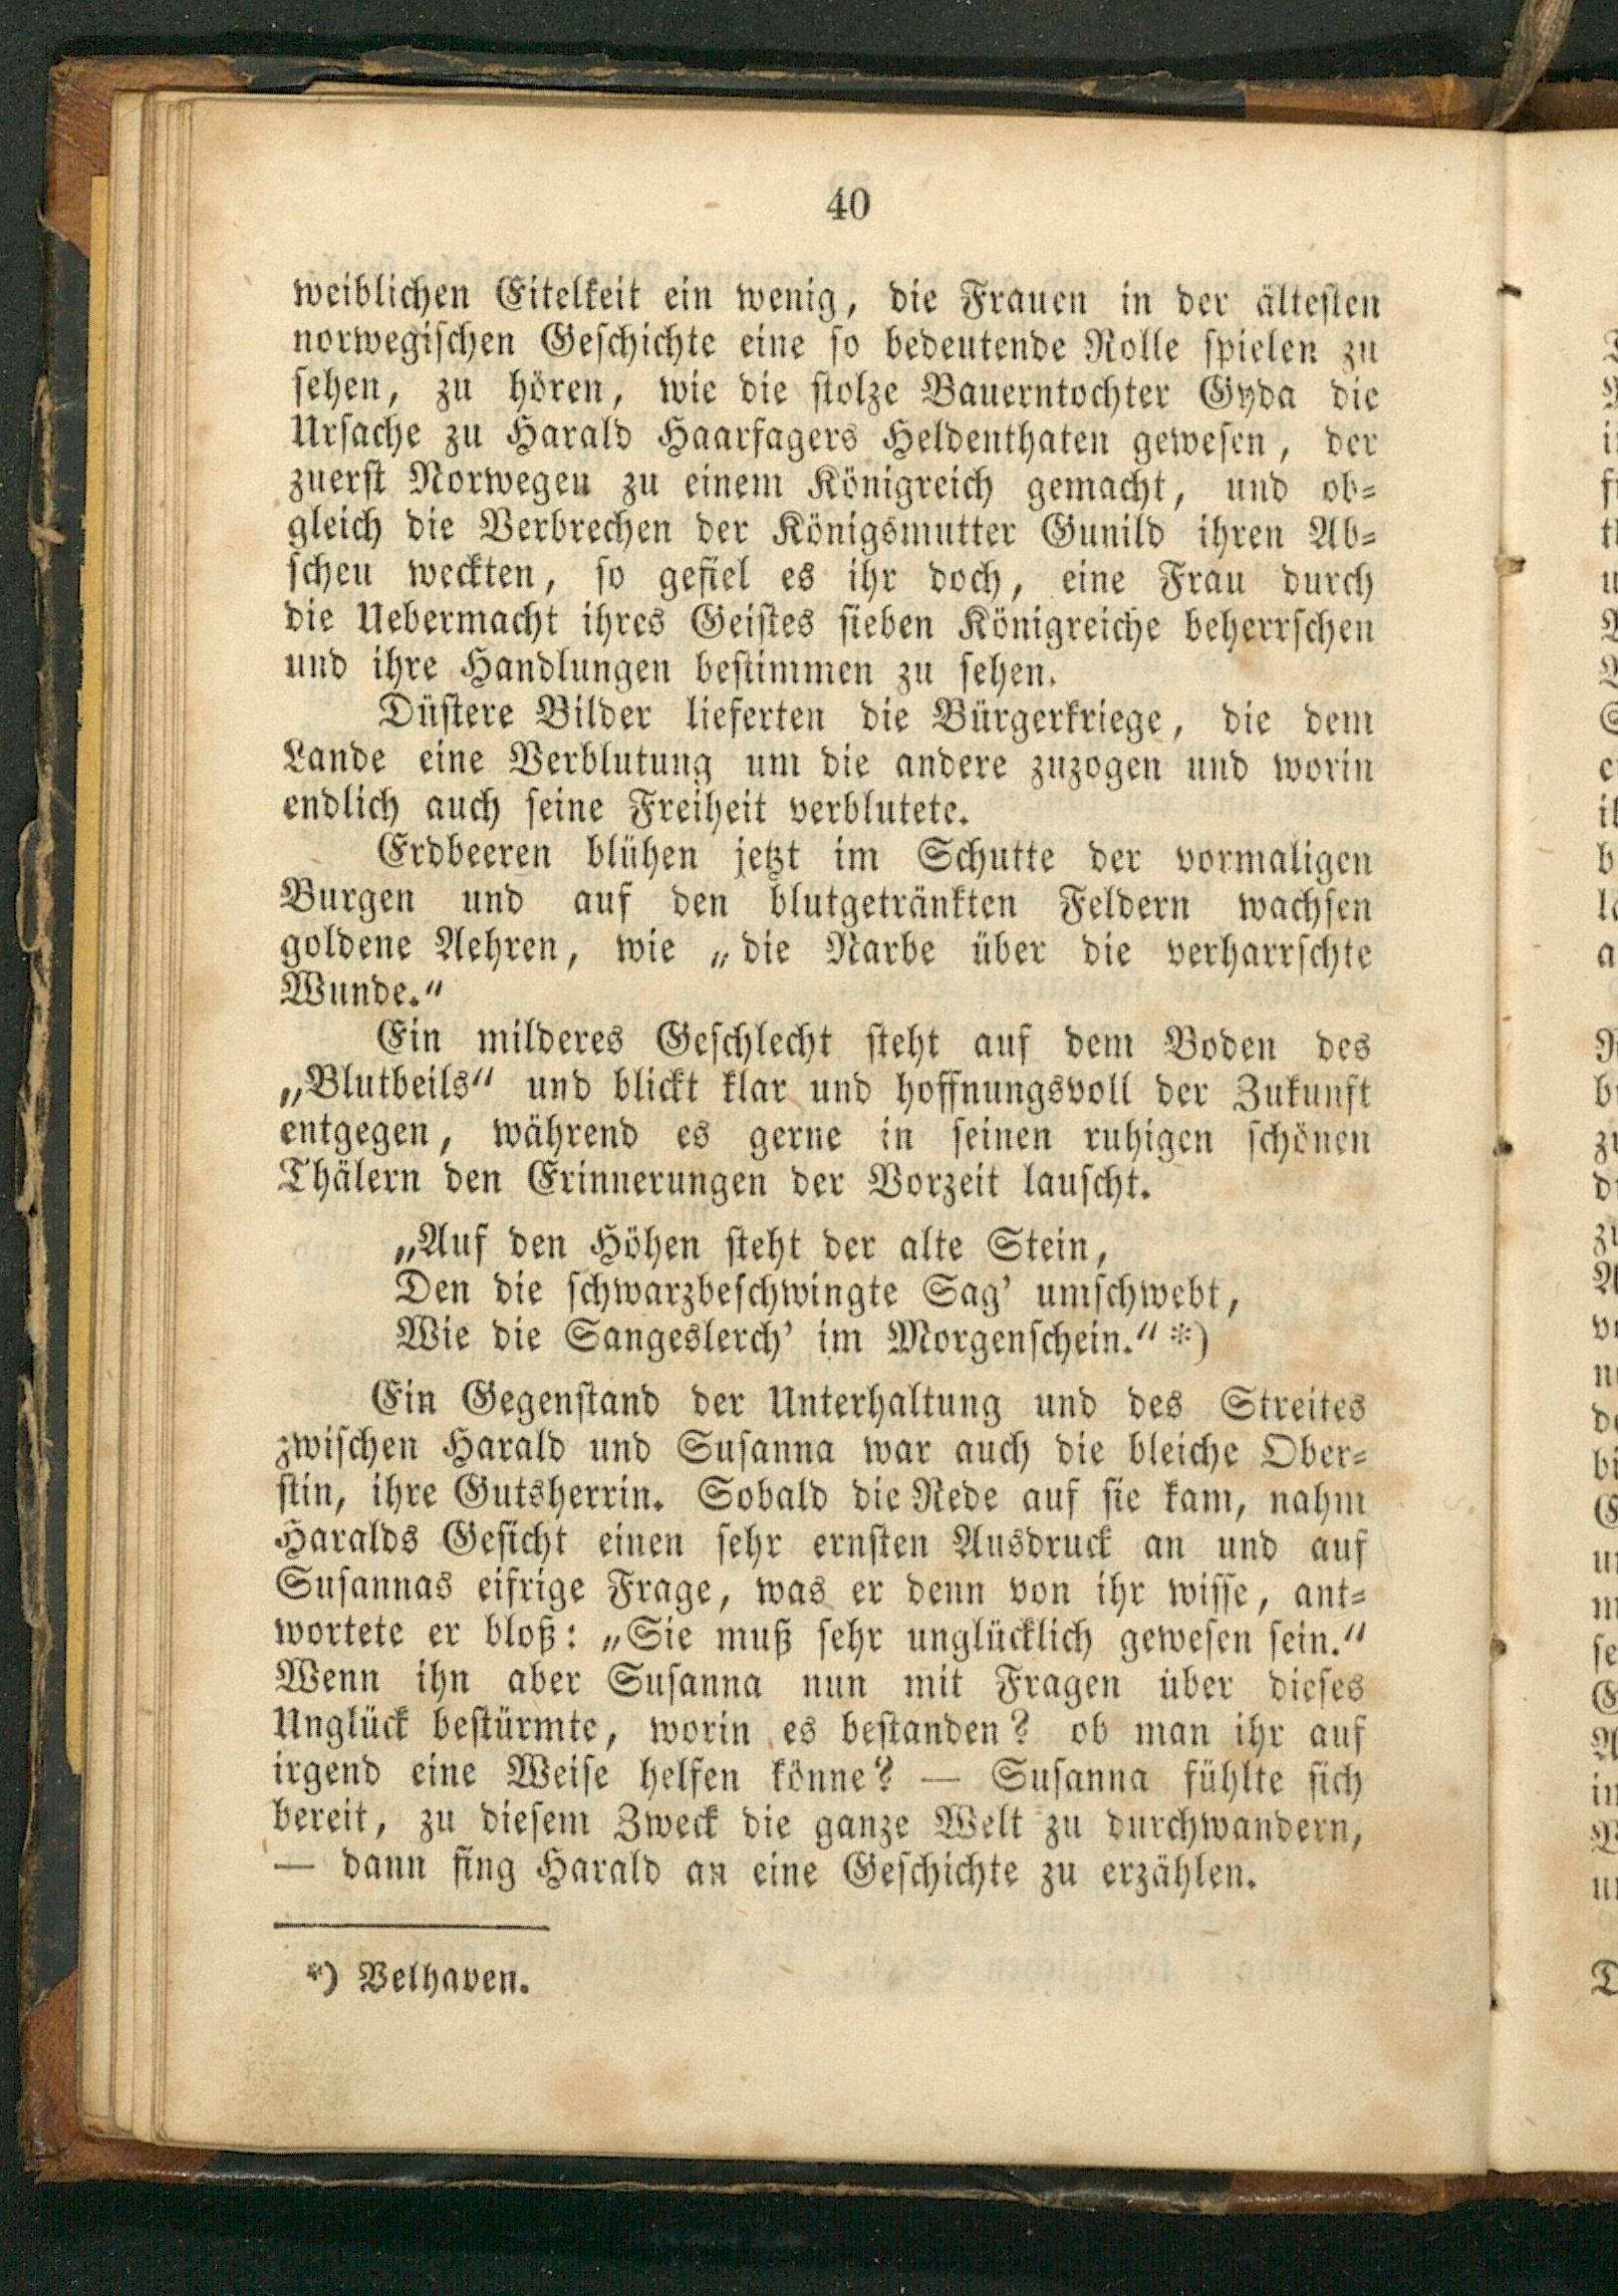 40
weiblichen Eitelkeit ein wenig, die Frauen in der ältesten
norwegischen Geschichte eine so bedeutende Rolle spielen zu
sehen, zu hören, wie die stolze Bauerntochter Gyda die
Ursache zu Harald Haarfagers Heldenthaten gewesen, der
zuerst Norwegen zu einem Königreich gemacht, und ob-
gleich die Verbrechen der Königsmutter Gunild ihren Ab-
scheu weckten, so gefiel es ihr doch, eine Frau durch
die Uebermacht ihres Geistes sieben Königreiche beherrschen
und ihre Handlungen bestimmen zu sehen.
Düstere Bilder lieferten die Bürgerkriege, die dem
Lande eine Verblutung um die andere zuzogen und worin
endlich auch seine Freiheit verblutete.
Erdbeeren blühen jetzt im Schutte der vormaligen
Burgen und auf den blutgetränkten Feldern wachsen
goldene Aehren, wie „die Narbe über die verharrschte
Wunde.“
Ein milderes Geschlecht steht auf dem Boden des
„Blutbeils“ und blickt klar und hoffnungsvoll der Zukunft
entgegen, während es gerne in seinen ruhigen schönen
Thälern den Erinnerungen der Vorzeit lauscht.
„Auf den Höhen steht der alte Stein,
Den die schwarzbeschwingte Sag’ umschwebt,
Wie die Sangeslerch’ im Morgenschein.“ *)
Ein Gegenstand der Unterhaltung und des Streites
zwischen Harald und Susanna war auch die bleiche Ober-
stin, ihre Gutsherrin. Sobald die Rede auf sie kam, nahm
Haralds Gesicht einen sehr ernsten Ausdruck an und auf
Susannas eifrige Frage, was er denn von ihr wisse, ant-
wortete er bloß: „Sie muß sehr unglücklich gewesen sein.“
Wenn ihn aber Susanna nun mit Fragen über dieses
Unglück bestürmte, worin es bestanden? ob man ihr auf
irgend eine Weise helfen könne? — Susanna fühlte sich
bereit, zu diesem Zweck die ganze Welt zu durchwandern,
— dann fing Harald an eine Geschichte zu erzählen.
*) Velhaven.